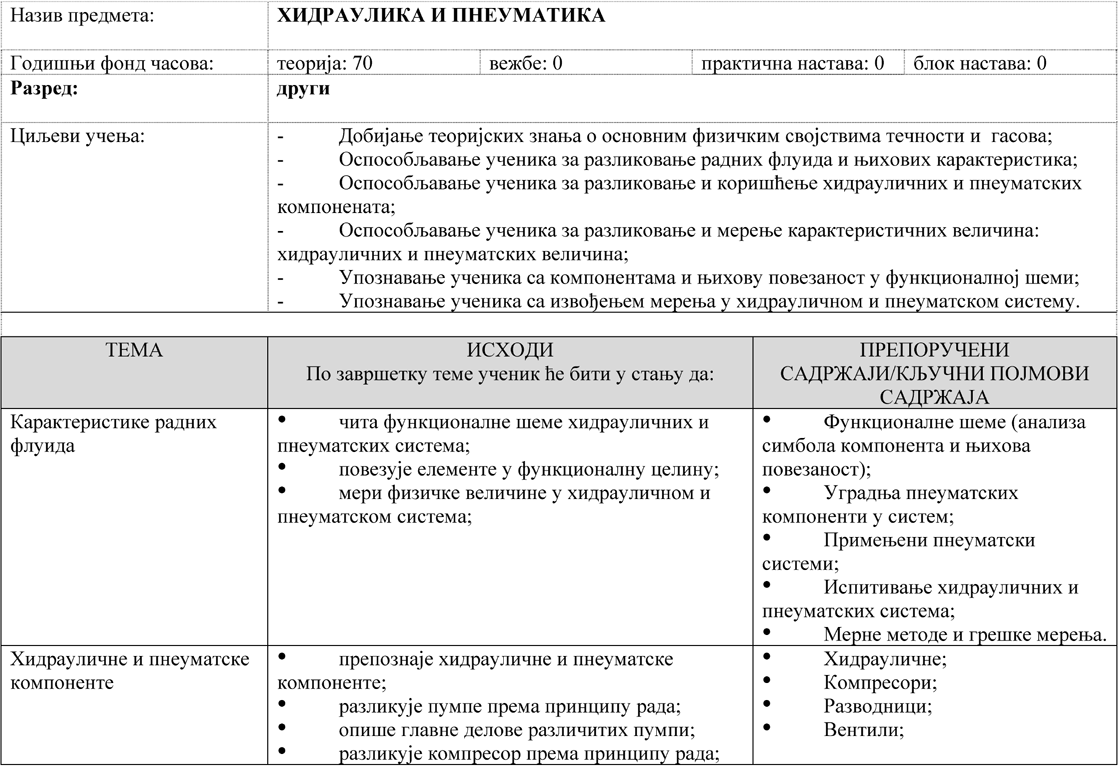 Назив предмета: ХИДРАУЛИКА И ПНЕУМАТИКА
Годишњи фонд часова: теорија: 70 вежбе: 0 практична настава: 0 блок настава: 0
Разред: други
Циљеви учења:
- Добијање теоријских знања о основним физичким својствима течности и гасова;
- Оспособљавање ученика за разликовање радних флуида и њихових карактеристика;
- Оспособљавање ученика за разликовање и коришћење хидрауличних и пнеуматских
компонената;
- Оспособљавање ученика за разликовање и мерење карактеристичних величина:
хидрауличних и пнеуматских величина;
- Упознавање ученика са компонентама и њихову повезаност у функционалној шеми;
- Упознавање ученика са извођењем мерења у хидрауличном и пнеуматском систему.
ТЕМА
ИСХОДИ
По завршетку теме ученик ће бити у стању да:
ПРЕПОРУЧЕНИ
САДРЖАЈИ/КЉУЧНИ ПОЈМОВИ
САДРЖАЈА
Карактеристике радних
флуида
• чита функционалне шеме хидрауличних и
пнеуматских система;
• повезује елементе у функционалну целину;
• мери физичке величине у хидрауличном и
пнеуматском система;
• Функционалне шеме (анализа
симбола компонента и њихова
повезаност);
• Уградња пнеуматских
компоненти у систем;
• Примењени пнеуматски
системи;
• Испитивање хидрауличних и
пнеуматских система;
• Мерне методе и грешке мерења.
Хидрауличне и пнеуматске
компоненте
• препознаје хидрауличне и пнеуматске
компоненте;
• разликује пумпе према принципу рада;
• опише главне делове различитих пумпи;
• разликује компресор према принципу рада;
• Хидрауличне;
• Компресори;
• Разводници;
• Вентили;